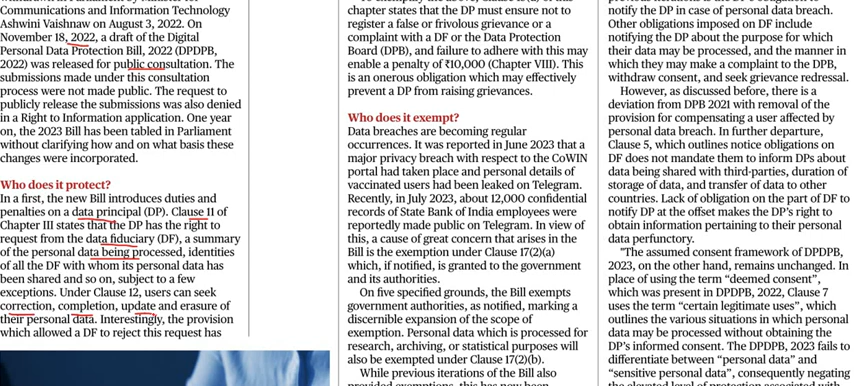 Communications and Information Technology
Ashwini Vaishnaw on August 3, 2022. On
November 18, 2022, a draft of the Digital
Personal Data Protection Bill, 2022 (DPDPB,
2022) was released for public consultation. The
submissions made under this consultation
process were not made public. The request to
publicly release the submissions was also denied
in a Right to Information application. One year
on, the 2023 Bill has been tabled in Parliament
without clarifying how and on what basis these
changes were incorporated.
Who does it protect?
In a first, the new Bill introduces duties and
penalties on a data principal (DP). Clause 11 of
Chapter III states that the DP has the right to
request from the data fiduciary (DF), a summary
of the personal data being processed, identities
of all the DF with whom its personal data has
been shared and so on, subject to a few
exceptions. Under Clause 12, users can seek
correction, completion, update and erasure of
their personal data. Interestingly, the provision
which allowed a DF to reject this request has
chapter states that the DP must ensure not to
register a false or frivolous grievance or a
complaint with a DF or the Data Protection
Board (DPB), and failure to adhere with this may
enable a penalty of ₹10,000 (Chapter VIII). This
is an onerous obligation which may effectively
prevent a DP from raising grievances.
Who does it exempt?
Data breaches are becoming regular
occurrences. It was reported in June 2023 that a
major privacy breach with respect to the CoWIN
portal had taken place and personal details of
vaccinated users had been leaked on Telegram.
Recently, in July 2023, about 12,000 confidential
records of State Bank of India employees were
reportedly made public on Telegram. In view of
this, a cause of great concern that arises in the
Bill is the exemption under Clause 17(2)(a)
which, if notified, is granted to the government
and its authorities.
On five specified grounds, the Bill exempts
government authorities, as notified, marking a
discernible expansion of the scope of
exemption. Personal data which is processed for
research, archiving, or statistical purposes will
also be exempted under Clause 17(2)(b).
While previous iterations of the Bill also
notify the DP in case of personal data breach.
Other obligations imposed on DF include
notifying the DP about the purpose for which
their data may be processed, and the manner in
which they may make a complaint to the DPB,
withdraw consent, and seek grievance redressal.
However, as discussed before, there is a
deviation from DPB 2021 with removal of the
provision for compensating a user affected by
personal data breach. In further departure,
Clause 5, which outlines notice obligations on
DF does not mandate them to inform DPs about
data being shared with third-parties, duration of
storage of data, and transfer of data to other
countries. Lack of obligation on the part of DF to
notify DP at the offset makes the DP's right to
obtain information pertaining to their personal
data perfunctory.
"The assumed consent framework of DPDPB,
2023, on the other hand, remains unchanged. In
place of using the term "deemed consent",
which was present in DPDPB, 2022, Clause 7
uses the term "certain legitimate uses", which
outlines the various situations in which personal
data may be processed without obtaining the
DP's informed consent. The DPDPB, 2023 fails to
differentiate between "personal data" and
"sensitive personal data", consequently negating